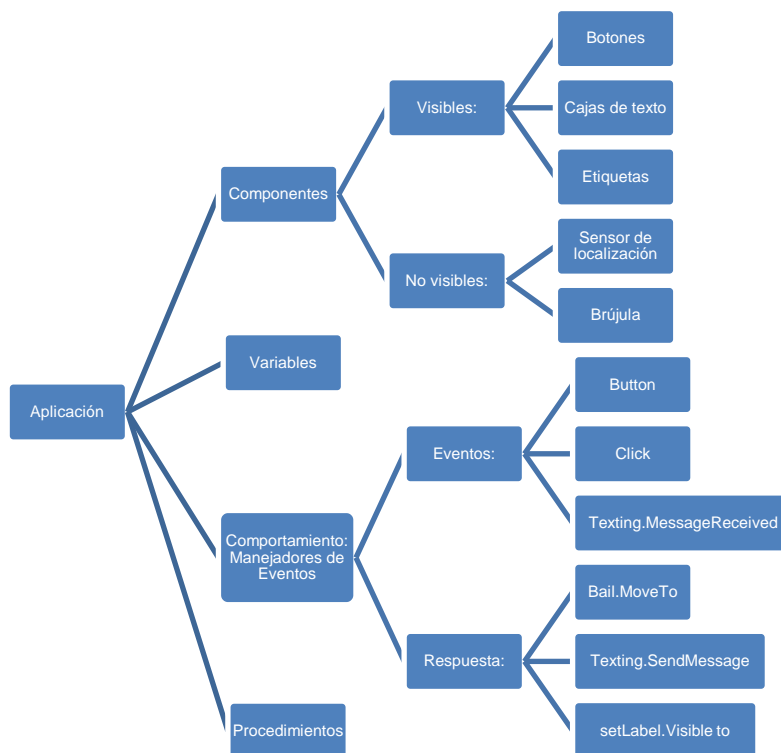 Botones
Visibles:
Cajas de texto
Etiquetas
Componentes
Sensor de
localización
No visibles:
Brújula
Variables
Aplicación
Button
Eventos:
Click
Texting.MessageReceived
Comportamiento:
Manejadores de
Eventos
Bail.MoveTo
Respuesta:
Texting.SendMessage
setLabel.Visible to
Procedimientos